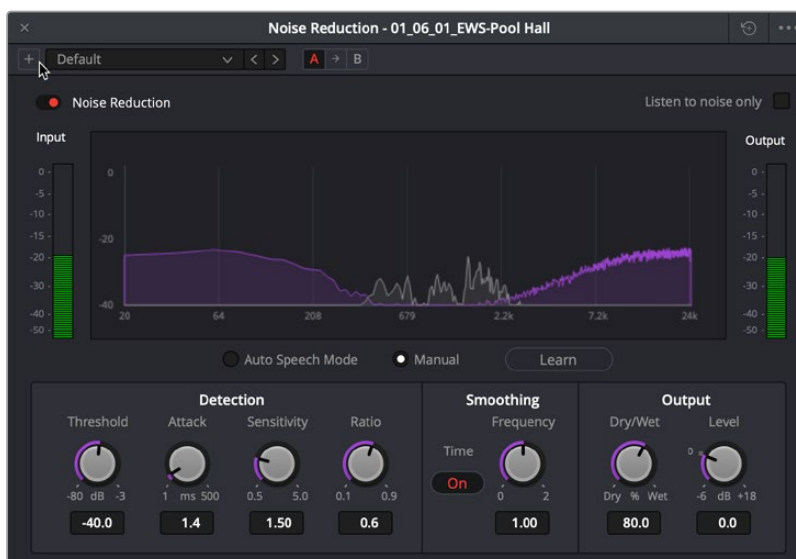 Noise Reduction - 01_06_01_EWS-Pool Hall
Default
A
B
Noise Reduction
Listen to noise only
Input
Output
0
-5
-10
-15
-20
-30
-40
-50
0
-20
-40
20
64
208
679
2.2k
7.2k
24k
0
-5
-10
-15
-20
-30
-40
-50
Auto Speech Mode
Manual
Learn
Detection
Threshold
Attack
Sensitivity
Ratio
-80 dB -3
1 ms 500
0.5 5.0
0.1 0.9
-40.0
1.4
1.50
0.6
Smoothing
Frequency
Time
On
0 2
1.00
Output
Dry/Wet
Level
0
Dry % Wet
-6 dB +18
80.0
0.0